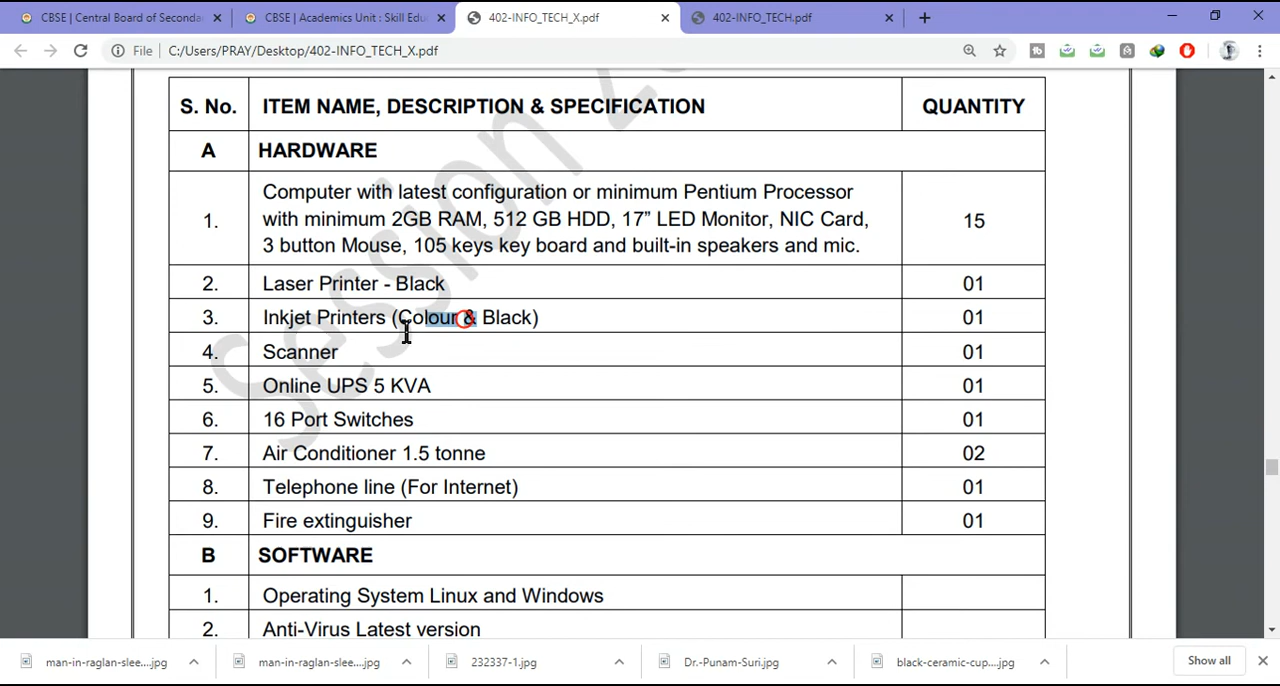 CBSE | Central Board of Seconda
CBSE | Academics Unit : Skill Edu
402-INFO_TECH_X.pdf
402-INFO_TECH.pdf
File | C:/Users/PRAY/Desktop/402-INFO_TECH_X.pdf
S. No. ITEM NAME, DESCRIPTION & SPECIFICATION QUANTITY
A HARDWARE
1. Computer with latest configuration or minimum Pentium Processor
with minimum 2GB RAM, 512 GB HDD, 17” LED Monitor, NIC Card,
3 button Mouse, 105 keys key board and built-in speakers and mic.
15
2. Laser Printer - Black 01
3. Inkjet Printers (Colour & Black) 01
4. Scanner 01
5. Online UPS 5 KVA 01
6. 16 Port Switches 01
7. Air Conditioner 1.5 tonne 02
8. Telephone line (For Internet) 01
9. Fire extinguisher 01
B SOFTWARE
1. Operating System Linux and Windows
2. Anti-Virus Latest version
Session 2
man-in-raglan-slee....jpg
man-in-raglan-slee....jpg
232337-1.jpg
Dr.-Punam-Suri.jpg
black-ceramic-cup....jpg
Show all